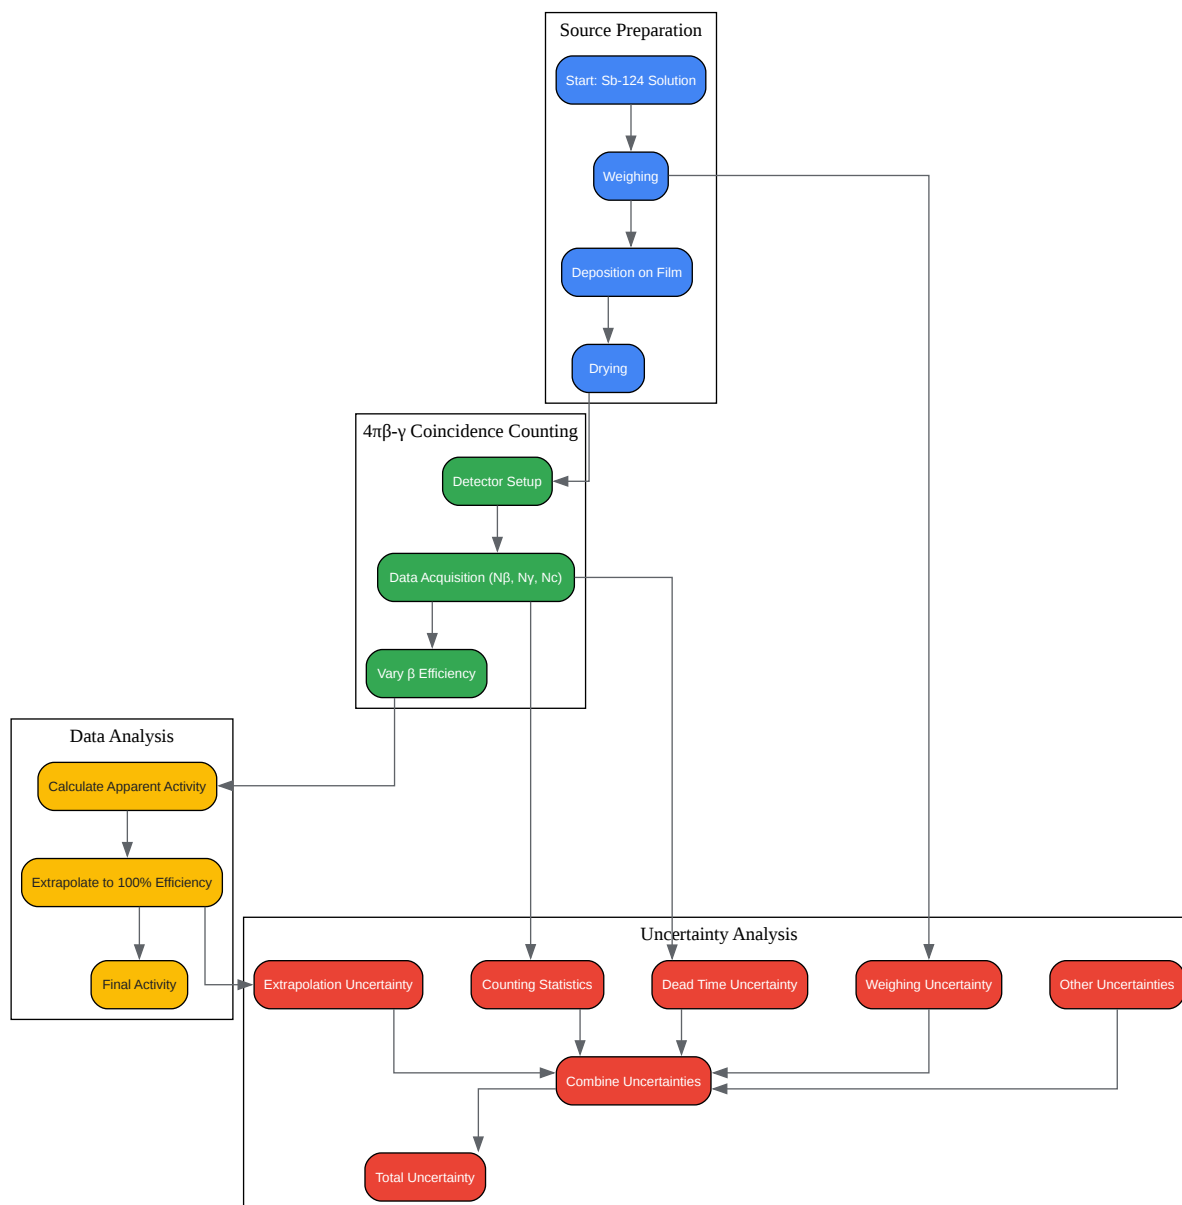 Source Preparation
Start: Sb-124 Solution
Weighing
Deposition on Film
Drying
4πβ-γ Coincidence Counting
Detector Setup
Data Acquisition (Nβ, Nγ, Nc)
Vary β Efficiency
Data Analysis
Calculate Apparent Activity
Extrapolate to 100% Efficiency
Final Activity
Uncertainty Analysis
Extrapolation Uncertainty
Counting Statistics
Dead Time Uncertainty
Weighing Uncertainty
Other Uncertainties
Combine Uncertainties
Total Uncertainty